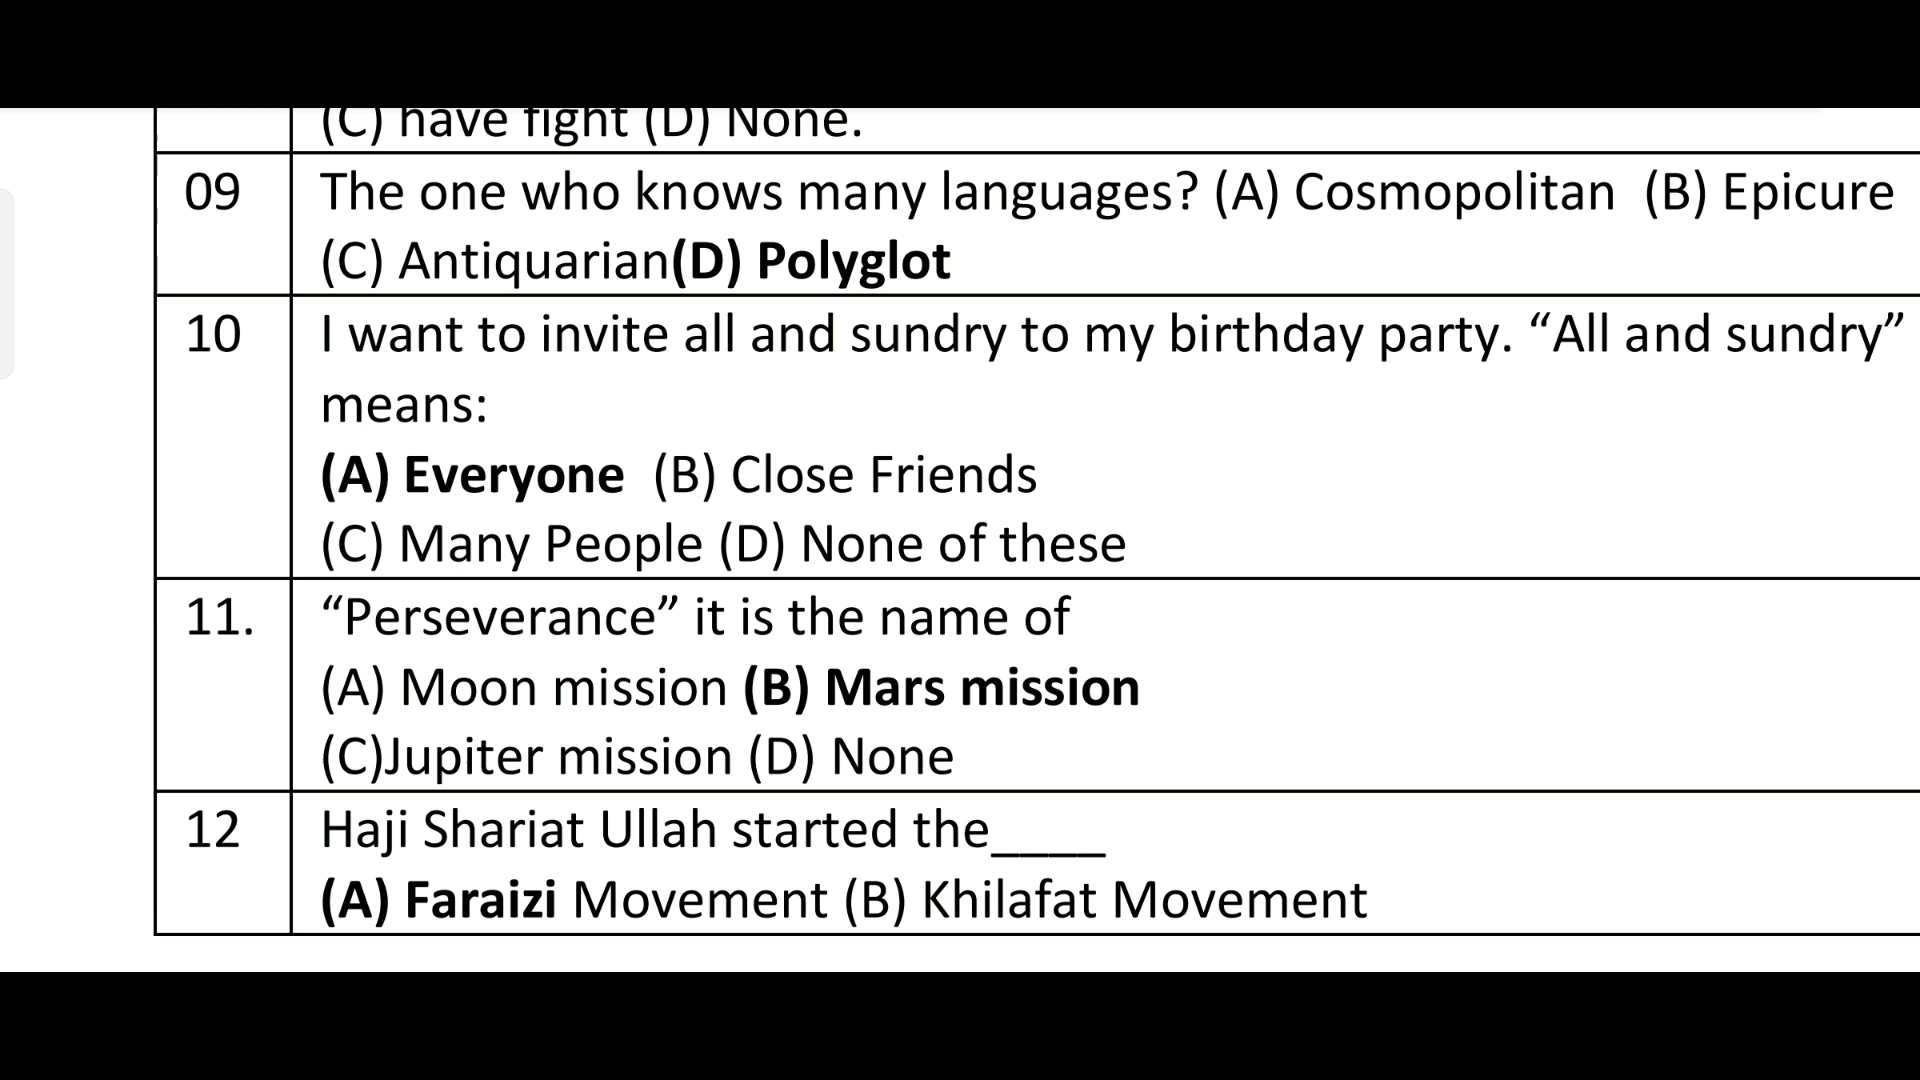 (C) have fight (D) None.
09 The one who knows many languages? (A) Cosmopolitan (B) Epicure
(C) Antiquarian(D) Polyglot
10 I want to invite all and sundry to my birthday party. “All and sundry”
means:
(A) Everyone (B) Close Friends
(C) Many People (D) None of these
11. “Perseverance” it is the name of
(A) Moon mission (B) Mars mission
(C)Jupiter mission (D) None
12 Haji Shariat Ullah started the____
(A) Faraizi Movement (B) Khilafat Movement